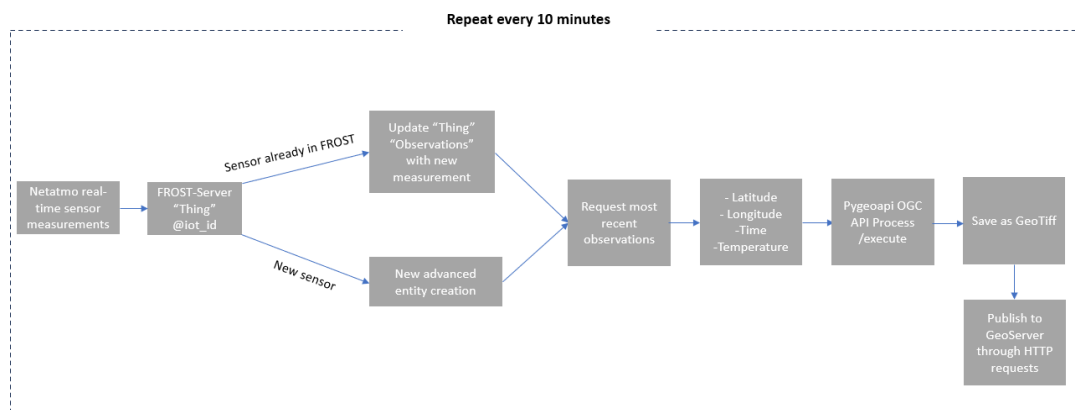 Repeat every 10 minutes
Netatmo real-
time sensor
measurements
FROST-Server
“Thing”
@iot_id
Sensor already in FROST
New sensor
Update “Thing”
“Observations”
with new
measurement
New advanced
entity creation
Request most
recent
observations
- Latitude
- Longitude
-Time
-Temperature
Pygeoapi OGC
API Process
/execute
Save as GeoTiff
Publish to
GeoServer
through HTTP
requests